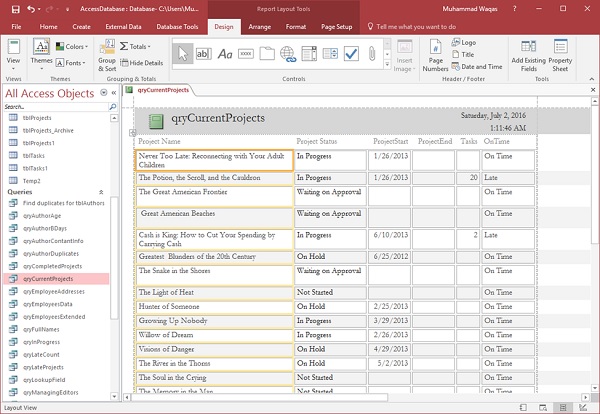 AccessDatabase : Database- C:\Users\Mu...
Report Layout Tools
Muhammad Waqas
File
Home
Create
External Data
Database Tools
Design
Arrange
Format
Page Setup
Tell me what you want to do
View
Views
Themes
Colors
Fonts
Themes
Group & Sort
Totals
Hide Details
Grouping & Totals
Controls
Insert Image
Page Numbers
Logo
Title
Date and Time
Header / Footer
Add Existing Fields
Property Sheet
Tools
All Access Objects
Search...
tblProjects
tblProjects_Archive
tblProjects1
tblTasks
tblTasks1
Temp2
Queries
Find duplicates for tblAuthors
qryAuthorAge
qryAuthorBDays
qryAuthorContantInfo
qryAuthorDuplicates
qryCompletedProjects
qryCurrentProjects
qryEmployeeAddresses
qryEmployeesData
qryEmployeesExtended
qryFullNames
qryInProgress
qryLateCount
qryLateProjects
qryLookupField
qryManagingEditors
qryCurrentProjects
qryCurrentProjects
Saturday, July 2, 2016
1:11:46 AM
Project Name Project Status ProjectStart ProjectEnd Tasks OnTime
Never Too Late: Reconnecting with Your Adult In Progress 1/26/2013 On Time
Children
The Potion, the Scroll, and the Cauldron In Progress 1/26/2013 20 Late
The Great American Frontier Waiting on Approval On Time
Great American Beaches Waiting on Approval On Time
Cash is King: How to Cut Your Spending by In Progress 6/10/2013 2 Late
Carrying Cash
Greatest Blunders of the 20th Century On Hold 6/25/2012 On Time
The Snake in the Shores Waiting on Approval On Time
The Light of Heat Not Started On Time
Hunter of Someone On Hold 2/25/2013 On Time
Growing Up Nobody In Progress 3/29/2013 On Time
Willow of Dream In Progress 2/26/2013 On Time
Visions of Danger On Hold 4/29/2013 On Time
The River in the Thorns On Hold 5/2/2013 On Time
The Soul in the Crying Not Started On Time
The Memory in the Man Not Started On Time
Layout View